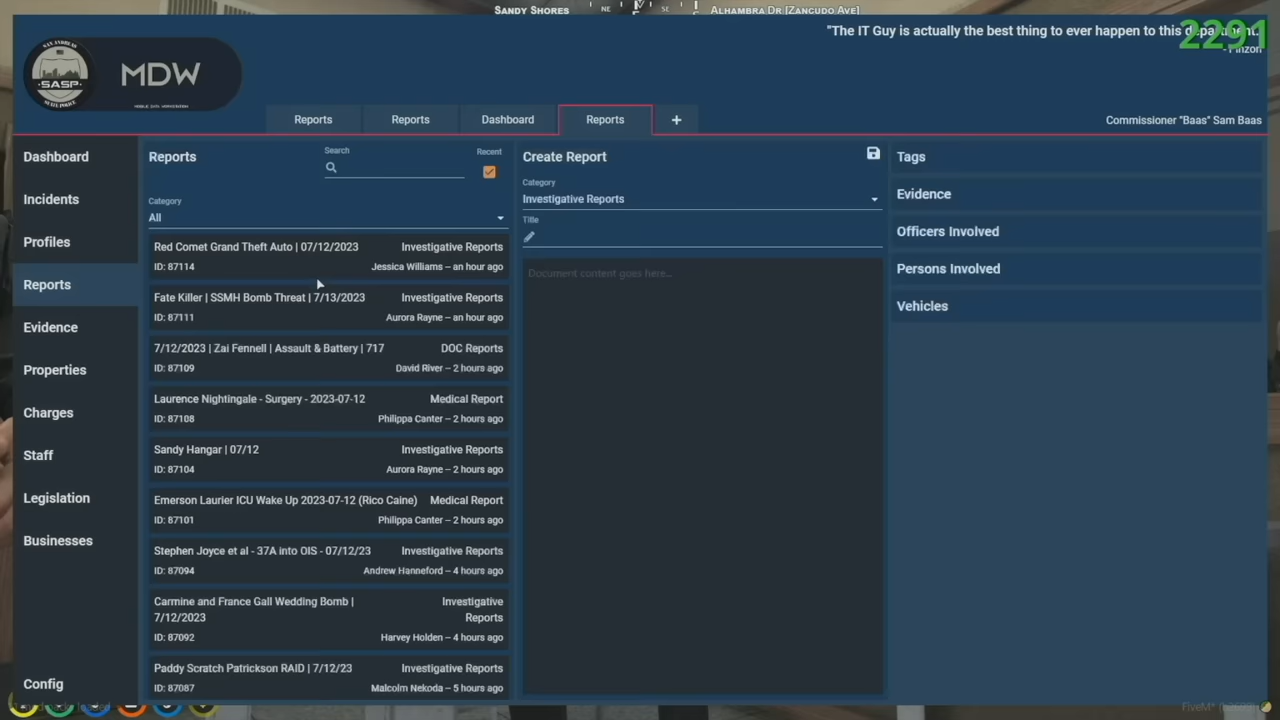 SANDY SHORES NE SE ALHAMBRA DR [ZANCUDO AVE]
"The IT Guy is actually the best thing to ever happen to this department."
- Pinzon
2291
SASP
MDW
Reports Reports Dashboard Reports +
Commissioner "Baas" Sam Baas
Dashboard
Incidents
Profiles
Reports
Evidence
Properties
Charges
Staff
Legislation
Businesses
Config
Reports
Search
Recent
Category
All
Red Comet Grand Theft Auto | 07/12/2023 Investigative Reports
ID: 87114 Jessica Williams – an hour ago
Fate Killer | SSMH Bomb Threat | 7/13/2023 Investigative Reports
ID: 87111 Aurora Rayne – an hour ago
7/12/2023 | Zai Fennell | Assault & Battery | 717 DOC Reports
ID: 87109 David River – 2 hours ago
Laurence Nightingale - Surgery - 2023-07-12 Medical Report
ID: 87108 Philippa Canter – 2 hours ago
Sandy Hangar | 07/12 Investigative Reports
ID: 87104 Aurora Rayne – 2 hours ago
Emerson Laurier ICU Wake Up 2023-07-12 (Rico Caine) Medical Report
ID: 87101 Philippa Canter – 2 hours ago
Stephen Joyce et al - 37A into OIS - 07/12/23 Investigative Reports
ID: 87094 Andrew Hanneford – 4 hours ago
Carmine and France Gall Wedding Bomb | Investigative
7/12/2023 Reports
ID: 87092 Harvey Holden – 4 hours ago
Paddy Scratch Patrickson RAID | 7/12/23 Investigative Reports
ID: 87087 Malcolm Nekoda – 5 hours ago
Create Report
Category
Investigative Reports
Title
Document content goes here...
Tags
Evidence
Officers Involved
Persons Involved
Vehicles
FiveM